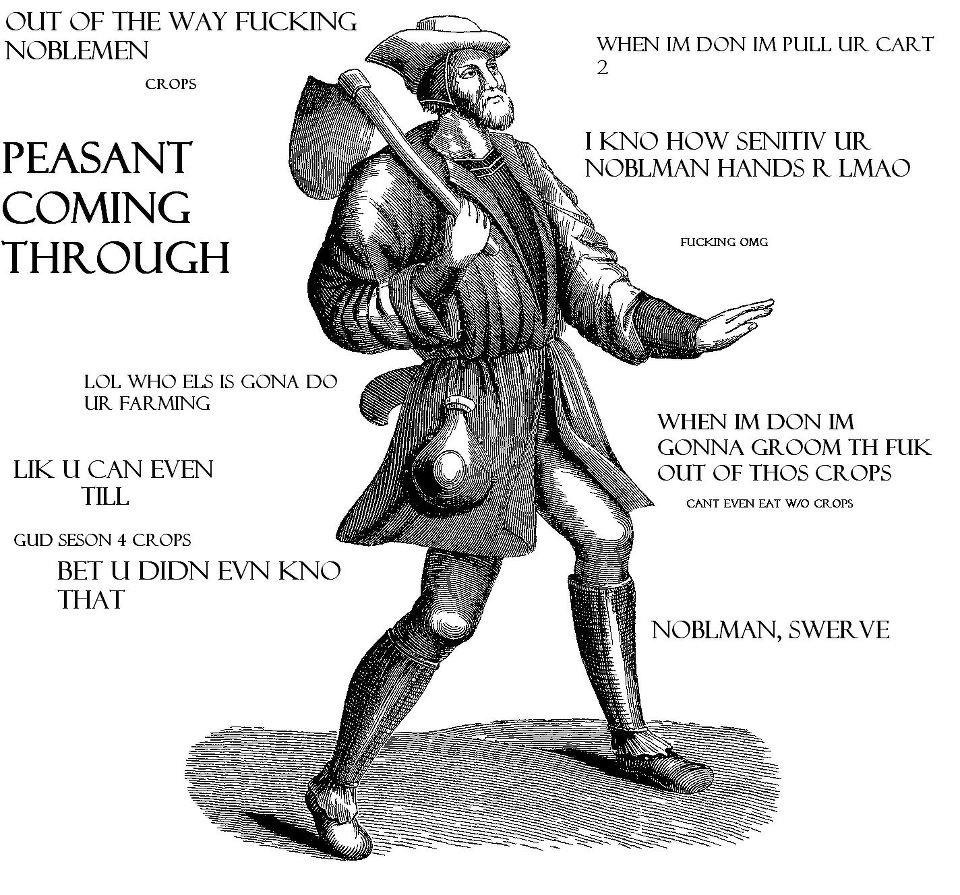 OUT OF THE WAY FUCKING
NOBLEMEN
CROPS
PEASANT
COMING
THROUGH
LOL WHO ELS IS GONA DO
UR FARMING
LIK U CAN EVEN
TILL
GUD SESON 4 CROPS
BET U DIDN EVN KNO
THAT
WHEN IM DON IM PULL UR CART
2
I KNO HOW SENITIV UR
NOBLMAN HANDS R LMAO
FUCKING OMG
WHEN IM DON IM
GONNA GROOM TH FUK
OUT OF THOS CROPS
CANT EVEN EAT W/O CROPS
NOBLMAN, SWERVE